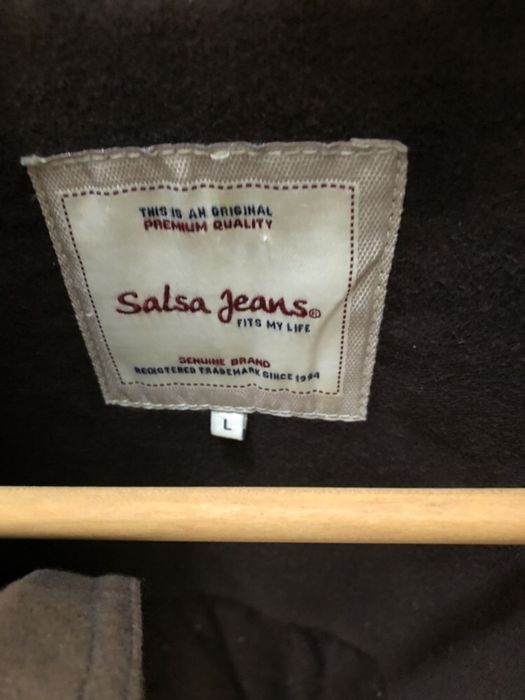 THIS IS AN ORIGINAL
PREMIUM QUALITY
Salsa Jeans®
FITS MY LIFE
GENUINE BRAND
REGISTERED TRADEMARK SINCE 1994
L